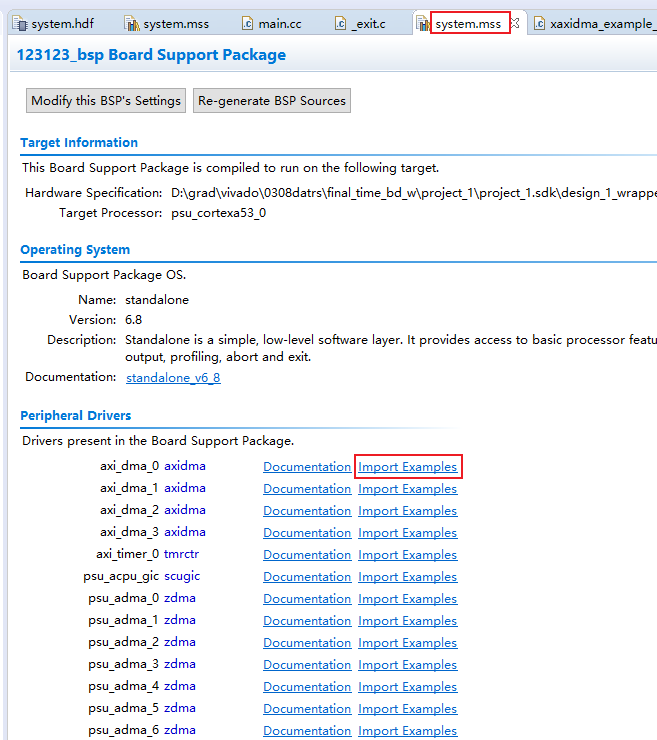 system.hdf system.mss main.cc _exit.c system.mss xaxidma_example_
123123_bsp Board Support Package
Modify this BSP's Settings Re-generate BSP Sources
Target Information
This Board Support Package is compiled to run on the following target.
Hardware Specification: D:\grad\vivado\0308datrs\final_time_bd_w\project_1\project_1.sdk\design_1_wrappe
Target Processor: psu_cortexa53_0
Operating System
Board Support Package OS.
Name: standalone
Version: 6.8
Description: Standalone is a simple, low-level software layer. It provides access to basic processor featu
output, profiling, abort and exit.
Documentation: standalone_v6_8
Peripheral Drivers
Drivers present in the Board Support Package.
axi_dma_0 axidma Documentation Import Examples
axi_dma_1 axidma Documentation Import Examples
axi_dma_2 axidma Documentation Import Examples
axi_dma_3 axidma Documentation Import Examples
axi_timer_0 tmrctr Documentation Import Examples
psu_acpu_gic scugic Documentation Import Examples
psu_adma_0 zdma Documentation Import Examples
psu_adma_1 zdma Documentation Import Examples
psu_adma_2 zdma Documentation Import Examples
psu_adma_3 zdma Documentation Import Examples
psu_adma_4 zdma Documentation Import Examples
psu_adma_5 zdma Documentation Import Examples
psu_adma_6 zdma Documentation Import Examples